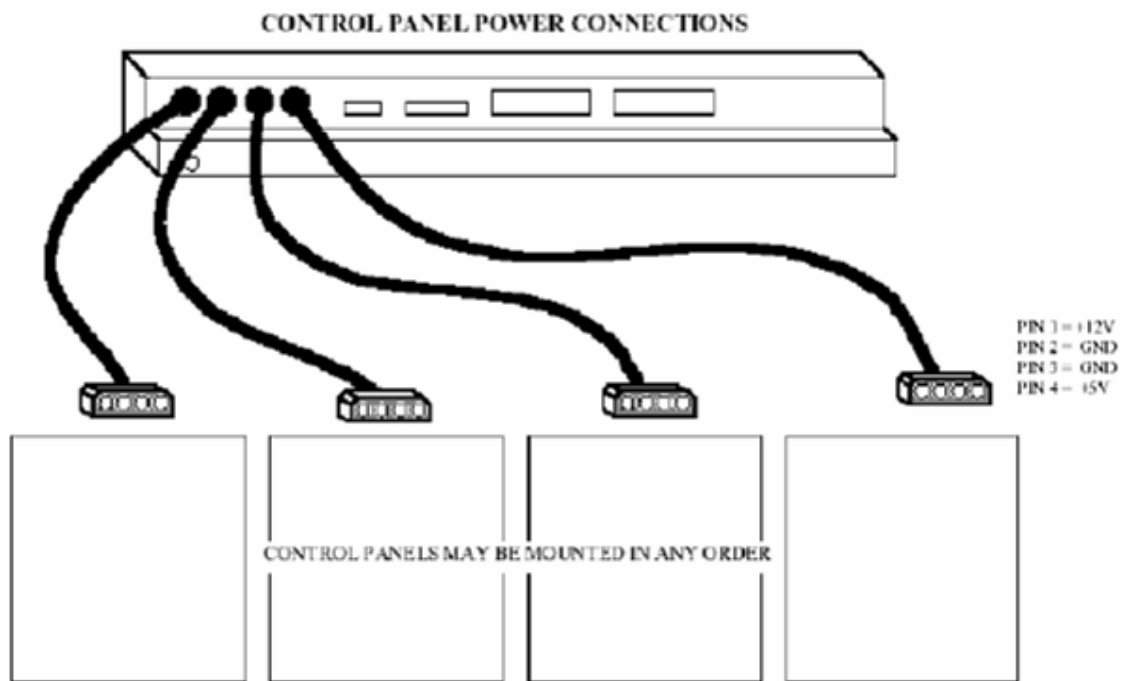 CONTROL PANEL POWER CONNECTIONS
PIN 1 = +12V
PIN 2 = GND
PIN 3 = GND
PIN 4 = +5V
CONTROL PANELS MAY BE MOUNTED IN ANY ORDER